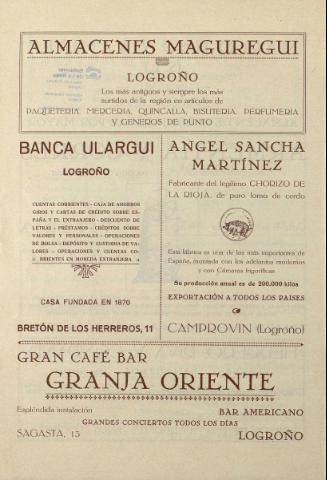 ALMACENES MAGUREGUI
LOGROÑO
Los más antiguos y siempre los más
surtidos de la región en artículos de
PAQUETERIA, MERCERIA, QUINCALLA, BISUTERIA, PERFUMERIA
Y GENEROS DE PUNTO
BANCA ULARGUI
LOGROÑO
CUENTAS CORRIENTES - CAJA DE AHORROS
GIROS Y CARTAS DE CRÉDITO SOBRE ES-
PAÑA Y EL EXTRANJERO - DESCUENTO DE
LETRAS - PRÉSTAMOS - CRÉDITOS SOBRE
VALORES Y PERSONALES - OPERACIONES
DE BOLSA - DEPÓSITO Y CUSTODIA DE VA-
LORES - OPERACIONES Y CUENTAS CO-
RRIENTES EN MONEDA EXTRANJERA
CASA FUNDADA EN 1870
BRETÓN DE LOS HERREROS, 11
ANGEL SANCHA
MARTÍNEZ
Fabricante del legítimo CHORIZO DE
LA RIOJA, de puro lomo de cerdo
Esta fábrica es una de las más importantes de
España, montada con los adelantos modernos
y con Cámaras frigoríficas
Su producción anual es de 200.000 kilos
EXPORTACIÓN A TODOS LOS PAISES
CAMPROVIN (Logroño)
GRAN CAFÉ BAR
GRANJA ORIENTE
Espléndida instalación
BAR AMERICANO
GRANDES CONCIERTOS TODOS LOS DÍAS
SAGASTA, 15
LOGROÑO